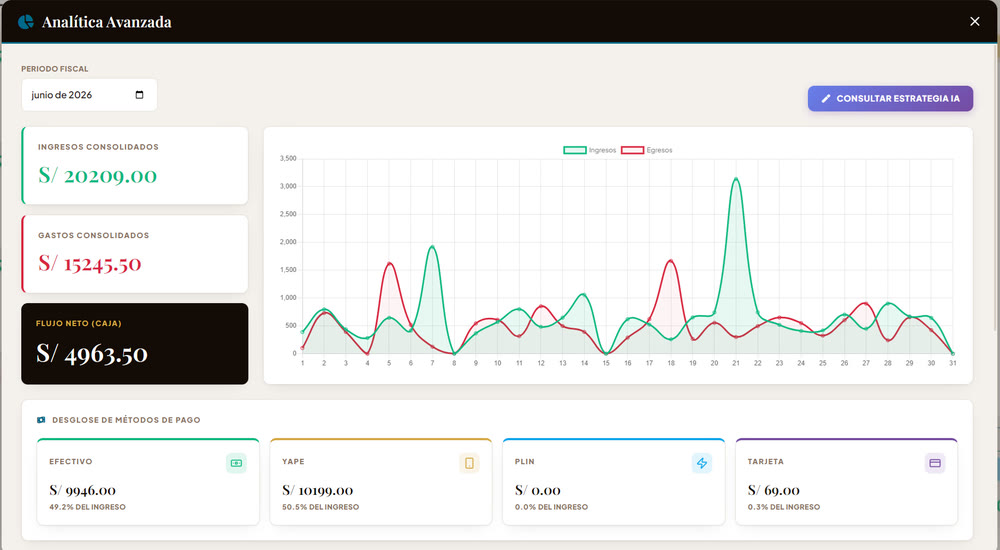 Analítica Avanzada
PERIODO FISCAL
junio de 2026
CONSULTAR ESTRATEGIA IA
INGRESOS CONSOLIDADOS
S/ 20209.00
GASTOS CONSOLIDADOS
S/ 15245.50
FLUJO NETO (CAJA)
S/ 4963.50
Ingresos Egresos
3,500
3,000
2,500
2,000
1,500
1,000
500
0
1 2 3 4 5 6 7 8 9 10 11 12 13 14 15 16 17 18 19 20 21 22 23 24 25 26 27 28 29 30 31
DESGLOSE DE MÉTODOS DE PAGO
EFECTIVO
S/ 9946.00
49.2% DEL INGRESO
YAPE
S/ 10199.00
50.5% DEL INGRESO
PLIN
S/ 0.00
0.0% DEL INGRESO
TARJETA
S/ 69.00
0.3% DEL INGRESO